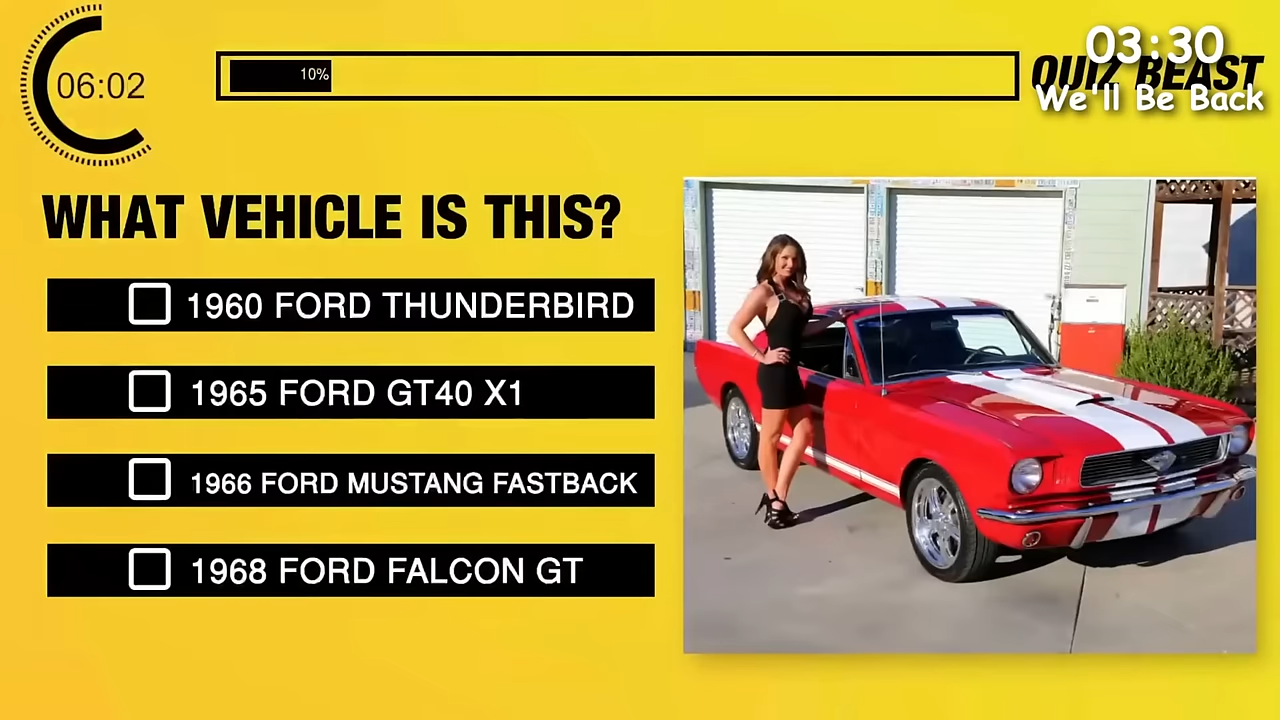 06:02
10%
03:30
QUIZ BEAST
We'll Be Back
WHAT VEHICLE IS THIS?
1960 FORD THUNDERBIRD
1965 FORD GT40 X1
1966 FORD MUSTANG FASTBACK
1968 FORD FALCON GT